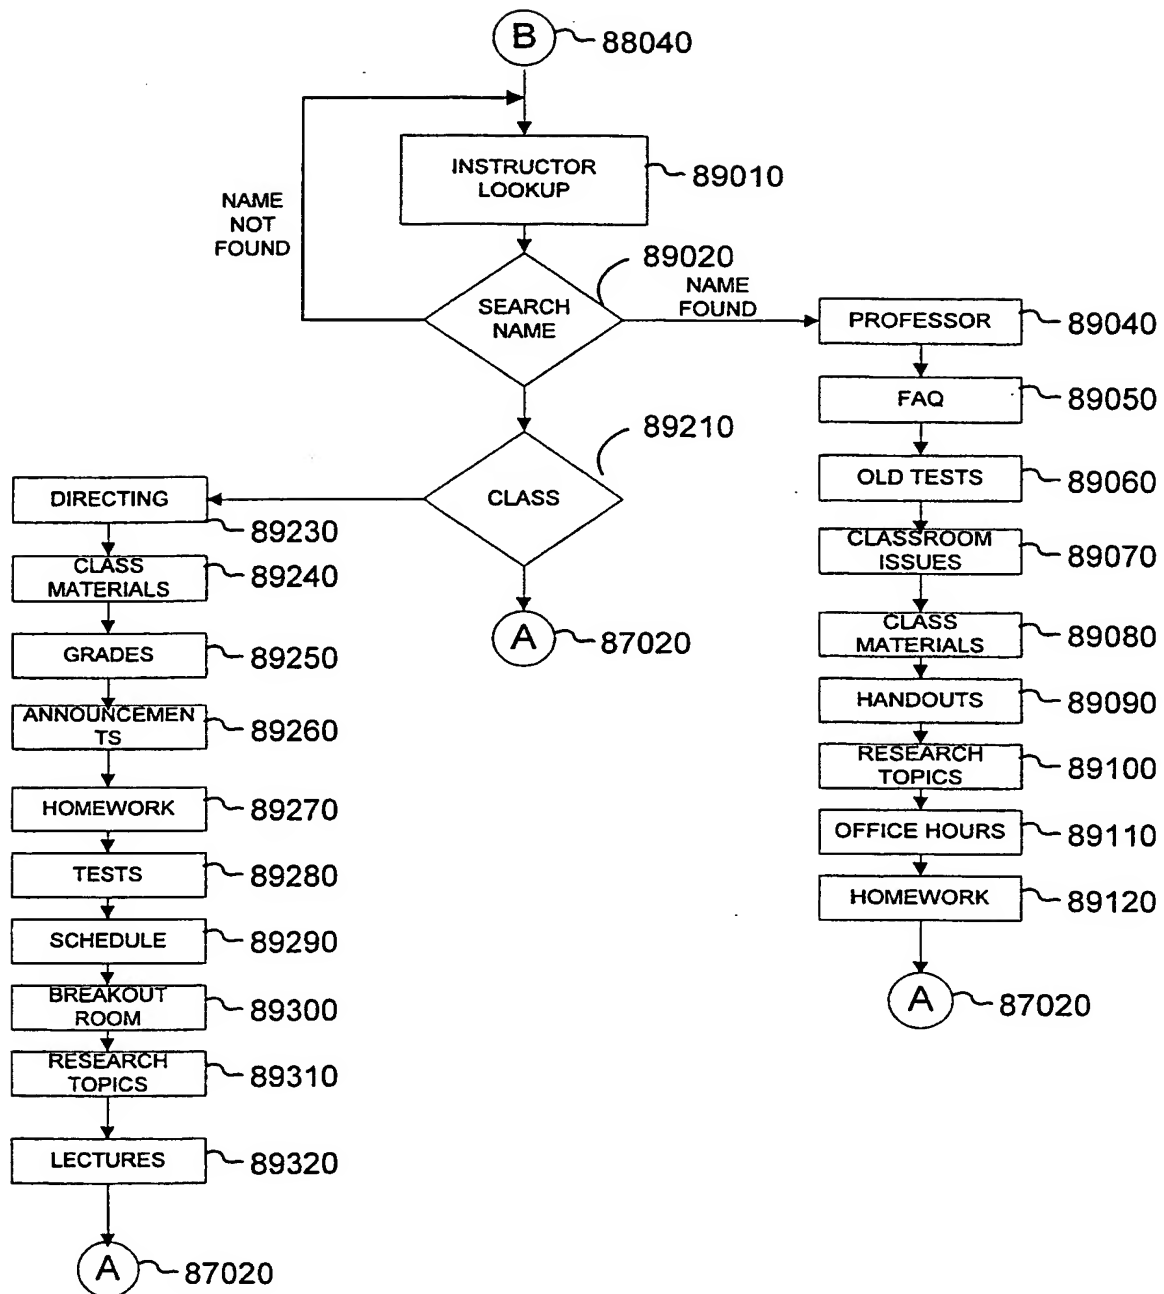 B
88040
INSTRUCTOR
LOOKUP
89010
NAME
NOT
FOUND
SEARCH
NAME
89020
NAME
FOUND
PROFESSOR
89040
FAQ
89050
OLD TESTS
89060
CLASSROOM
ISSUES
89070
CLASS
MATERIALS
89080
HANDOUTS
89090
RESEARCH
TOPICS
89100
OFFICE HOURS
89110
HOMEWORK
89120
A
87020
CLASS
89210
A
87020
DIRECTING
89230
CLASS
MATERIALS
89240
GRADES
89250
ANNOUNCEMEN
TS
89260
HOMEWORK
89270
TESTS
89280
SCHEDULE
89290
BREAKOUT
ROOM
89300
RESEARCH
TOPICS
89310
LECTURES
89320
A
87020